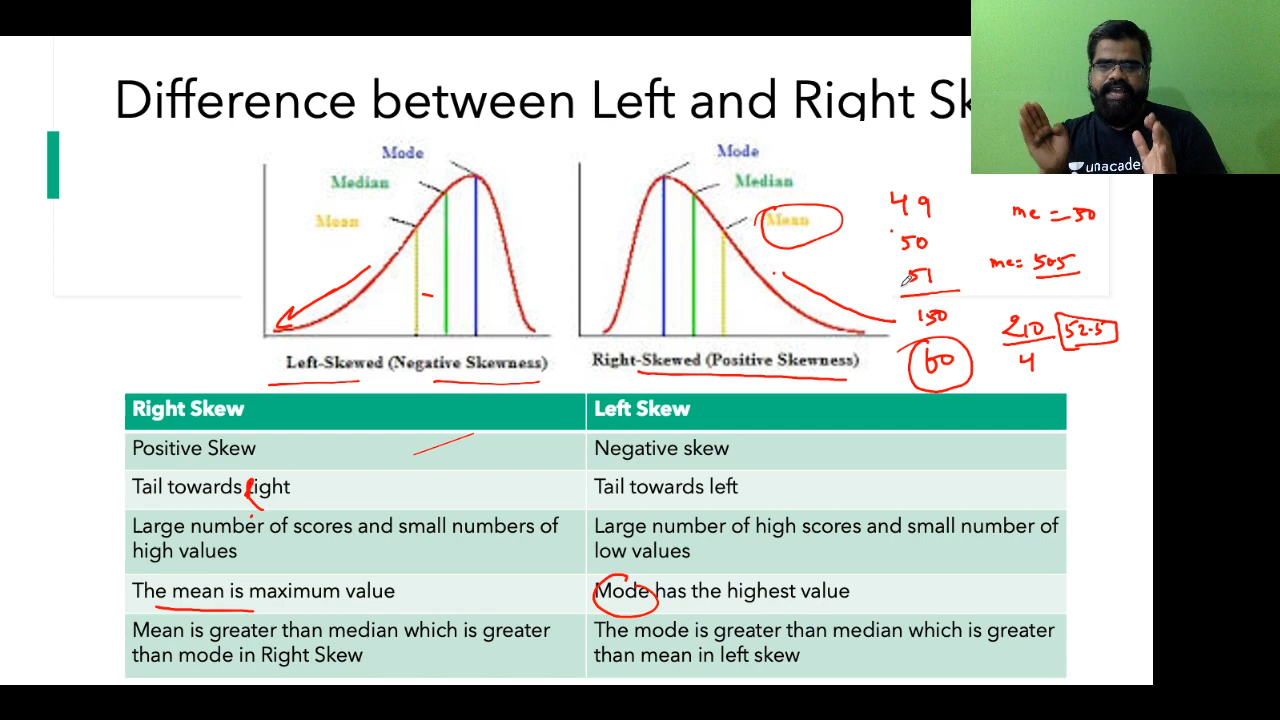 Difference between Left and Right Sk
unacade
Mode
Median
Mean
Left-Skewed (Negative Skewness)
Mode
Median
Mean
Right-Skewed (Positive Skewness)
49
50
51
150
60
me = 50
me = 50.5
210
4
52.5
Right Skew
Left Skew
Positive Skew
Negative skew
Tail towards right
Tail towards left
Large number of scores and small numbers of
high values
Large number of high scores and small number of
low values
The mean is maximum value
Mode has the highest value
Mean is greater than median which is greater
than mode in Right Skew
The mode is greater than median which is greater
than mean in left skew